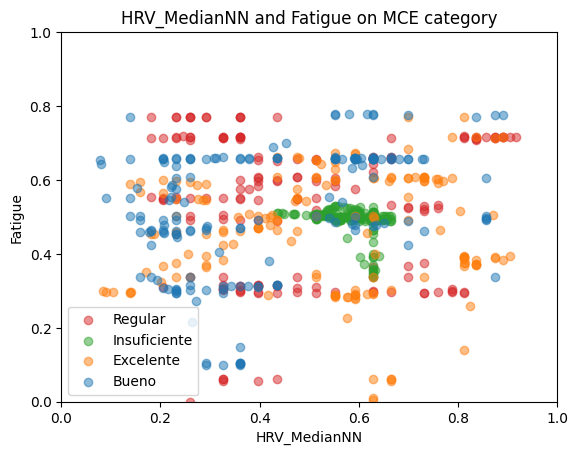 HRV_MedianNN and Fatigue on MCE category
1.0
0.8
0.6
0.4
0.2
0.0
Fatigue
Regular
Insuficiente
Excelente
Bueno
0.0 0.2 0.4 0.6 0.8 1.0
HRV_MedianNN